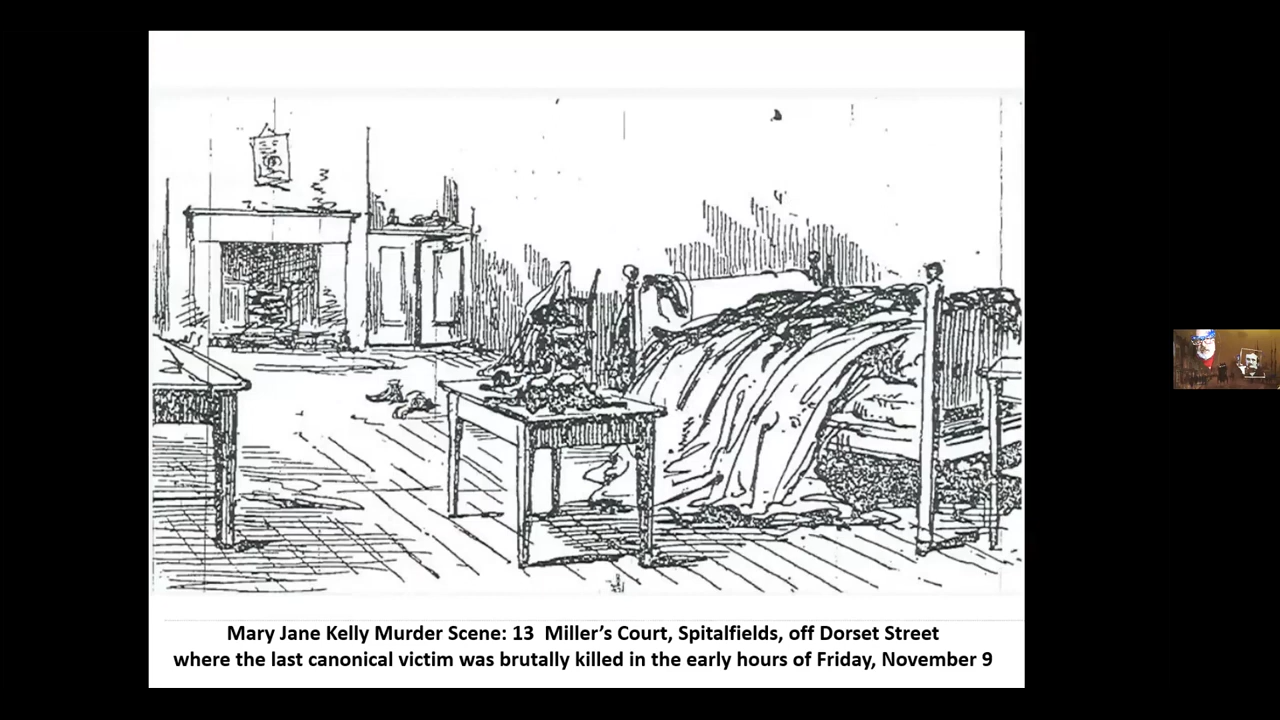 Mary Jane Kelly Murder Scene: 13  Miller's Court, Spitalfields, off Dorset Street
where the last canonical victim was brutally killed in the early hours of Friday, November 9